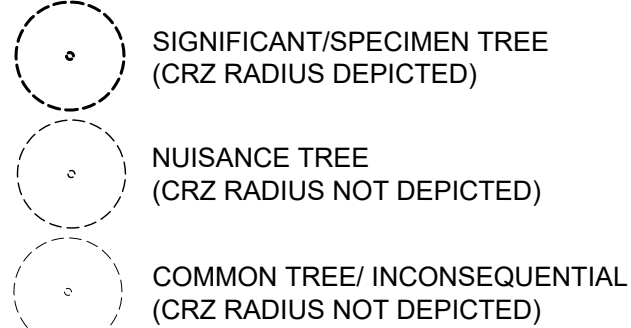 SIGNIFICANT/SPECIMEN TREE
(CRZ RADIUS DEPICTED)
NUISANCE TREE
(CRZ RADIUS NOT DEPICTED)
COMMON TREE/ INCONSEQUENTIAL
(CRZ RADIUS NOT DEPICTED)